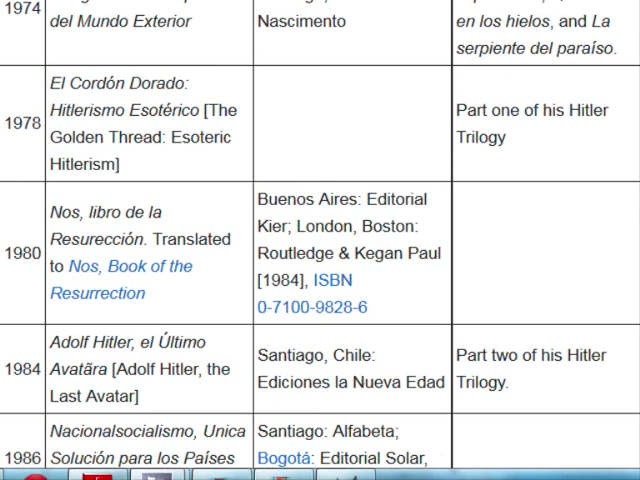 1974
del Mundo Exterior
Nascimento
en los hielos, and La
serpiente del paraíso.
1978
El Cordón Dorado:
Hitlerismo Esotérico [The
Golden Thread: Esoteric
Hitlerism]
Part one of his Hitler
Trilogy
1980
Nos, libro de la
Resurección. Translated
to Nos, Book of the
Resurrection
Buenos Aires: Editorial
Kier; London, Boston:
Routledge & Kegan Paul
[1984], ISBN
0-7100-9828-6
1984
Adolf Hitler, el Último
Avatãra [Adolf Hitler, the
Last Avatar]
Santiago, Chile:
Ediciones la Nueva Edad
Part two of his Hitler
Trilogy.
1986
Nacionalsocialismo, Unica
Solución para los Países
Santiago: Alfabeta;
Bogotá: Editorial Solar,